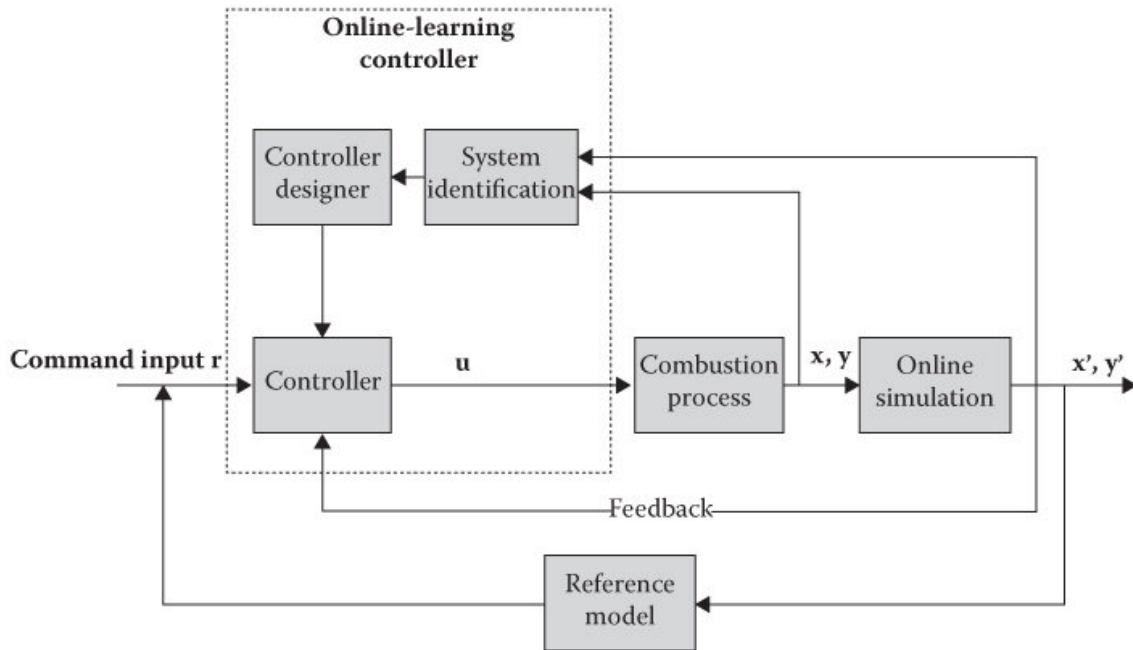 Online-learning
controller
Controller
designer
System
identification
Command input r
Controller
u
Combustion
process
x, y
Online
simulation
x', y'
Feedback
Reference
model